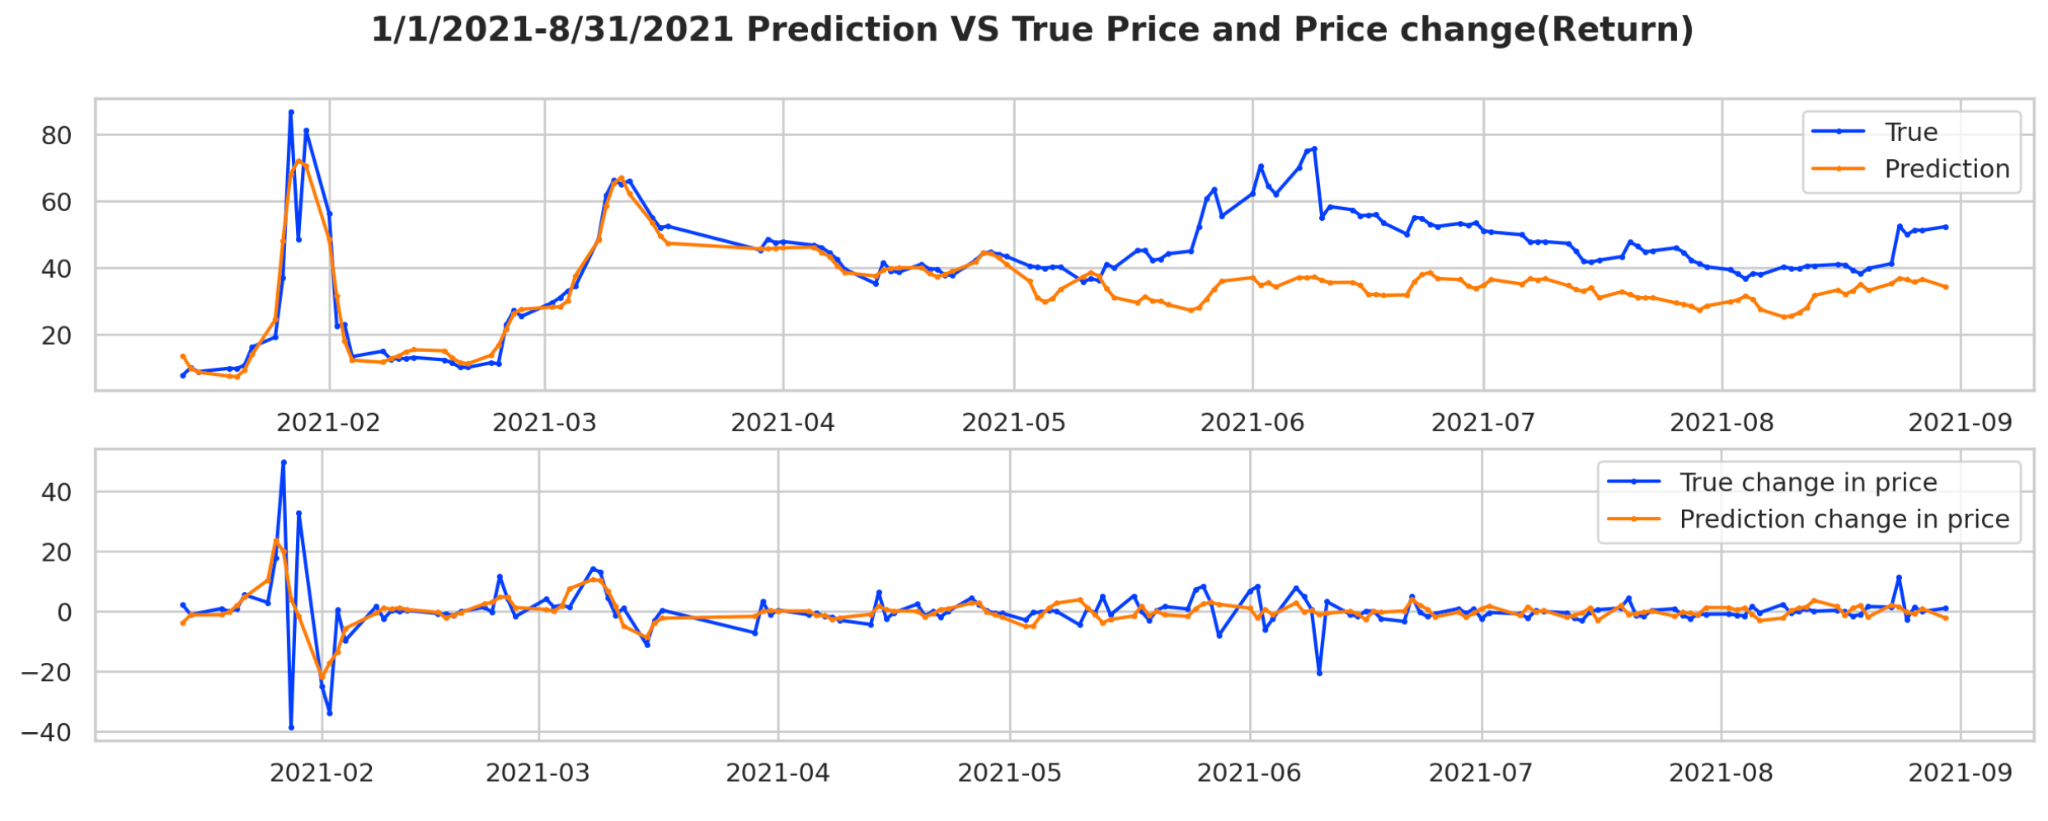 1/1/2021-8/31/2021 Prediction VS True Price and Price change(Return)
80
60
40
20
True
Prediction
2021-02 2021-03 2021-04 2021-05 2021-06 2021-07 2021-08 2021-09
40
20
0
−20
−40
True change in price
Prediction change in price
2021-02 2021-03 2021-04 2021-05 2021-06 2021-07 2021-08 2021-09